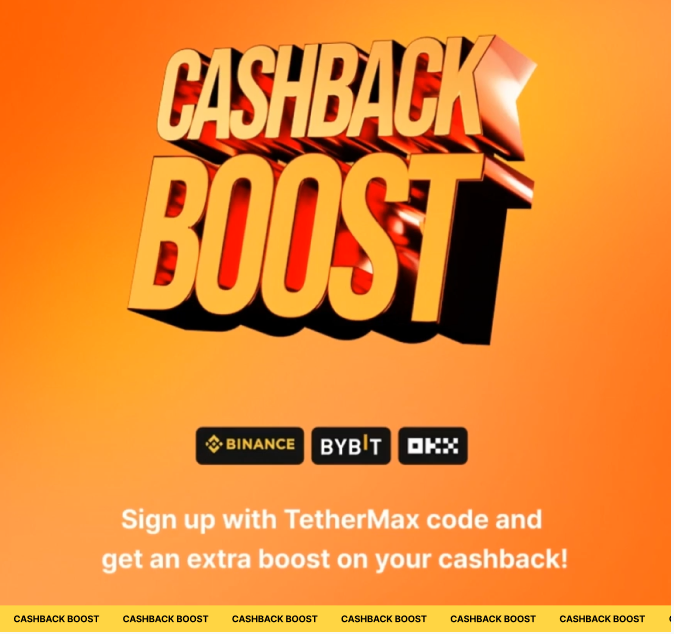 CASHBACK
BOOST
BINANCE BYBIT OKX
Sign up with TetherMax code and
get an extra boost on your cashback!
CASHBACK BOOST CASHBACK BOOST CASHBACK BOOST CASHBACK BOOST CASHBACK BOOST CASHBACK BOOST